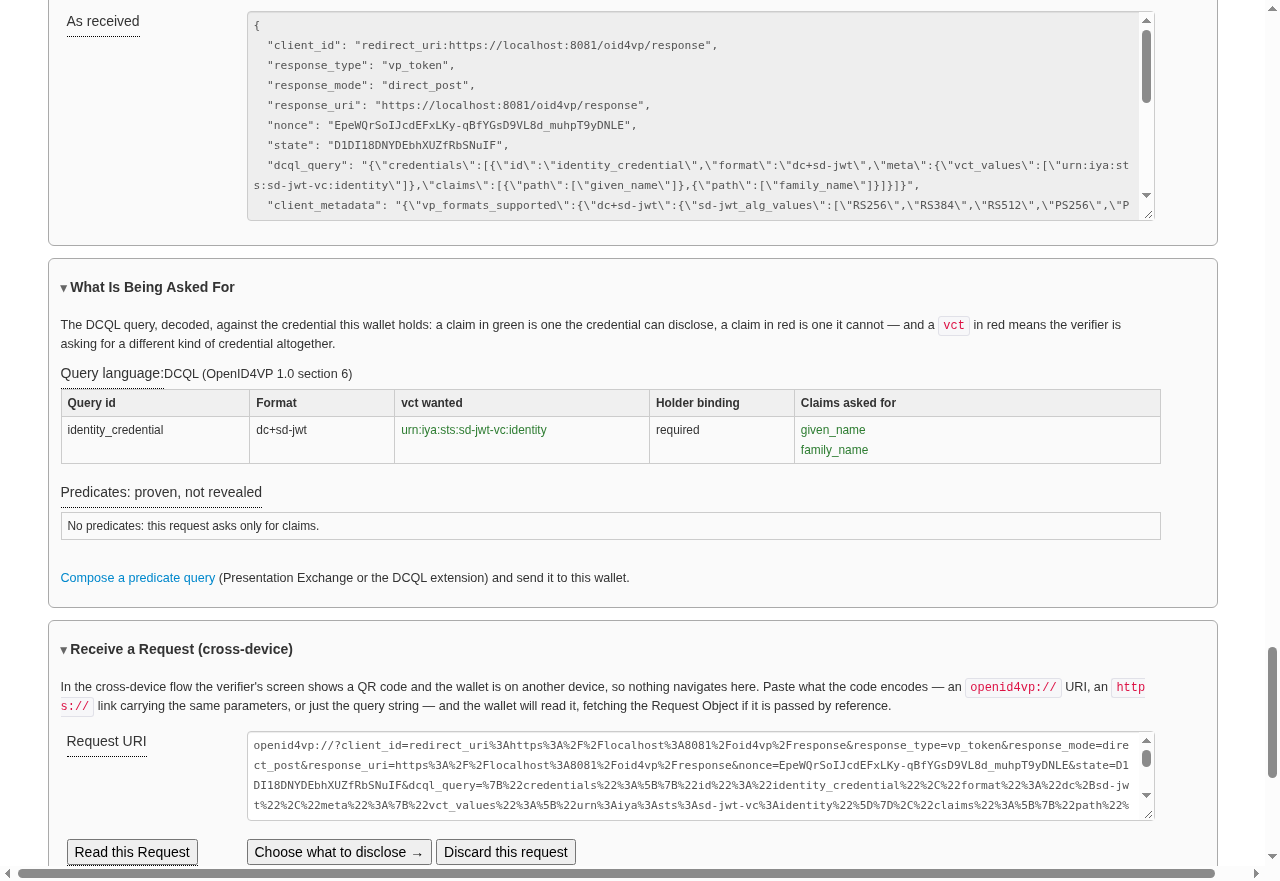 As received
{
"client_id": "redirect_uri:https://localhost:8081/oid4vp/response",
"response_type": "vp_token",
"response_mode": "direct_post",
"response_uri": "https://localhost:8081/oid4vp/response",
"nonce": "EpeWQrSoIJcdEFxLKy-qBfYGsD9VL8d_muhpT9yDNLE",
"state": "D1DI18DNYDEbhXUZfRbSNuIF",
"dcql_query": "{\"credentials\":[{\"id\":\"identity_credential\",\"format\":\"dc+sd-jwt\",\"meta\":{\"vct_values\":[\"urn:iya:st
s:sd-jwt-vc:identity\"]},\"claims\":[{\"path\":[\"given_name\"]},{\"path\":[\"family_name\"]}]}]}",
"client_metadata": "{\"vp_formats_supported\":{\"dc+sd-jwt\":{\"sd-jwt_alg_values\":[\"RS256\",\"RS384\",\"RS512\",\"PS256\",\"P
▾ What Is Being Asked For
The DCQL query, decoded, against the credential this wallet holds: a claim in green is one the credential can disclose, a claim in red is one it cannot — and a vct in red means the verifier is
asking for a different kind of credential altogether.
Query language:DCQL (OpenID4VP 1.0 section 6)
Query id Format vct wanted Holder binding Claims asked for
identity_credential dc+sd-jwt urn:iya:sts:sd-jwt-vc:identity required given_name
family_name
Predicates: proven, not revealed
No predicates: this request asks only for claims.
Compose a predicate query (Presentation Exchange or the DCQL extension) and send it to this wallet.
▾ Receive a Request (cross-device)
In the cross-device flow the verifier's screen shows a QR code and the wallet is on another device, so nothing navigates here. Paste what the code encodes — an openid4vp:// URI, an http
s:// link carrying the same parameters, or just the query string — and the wallet will read it, fetching the Request Object if it is passed by reference.
Request URI
openid4vp://?client_id=redirect_uri%3Ahttps%3A%2F%2Flocalhost%3A8081%2Foid4vp%2Fresponse&response_type=vp_token&response_mode=dire
ct_post&response_uri=https%3A%2F%2Flocalhost%3A8081%2Foid4vp%2Fresponse&nonce=EpeWQrSoIJcdEFxLKy-qBfYGsD9VL8d_muhpT9yDNLE&state=D1
DI18DNYDEbhXUZfRbSNuIF&dcql_query=%7B%22credentials%22%3A%5B%7B%22id%22%3A%22identity_credential%22%2C%22format%22%3A%22dc%2Bsd-jw
t%22%2C%22meta%22%3A%7B%22vct_values%22%3A%5B%22urn%3Aiya%3Asts%3Asd-jwt-vc%3Aidentity%22%5D%7D%2C%22claims%22%3A%5B%7B%22path%22%
Read this Request Choose what to disclose → Discard this request